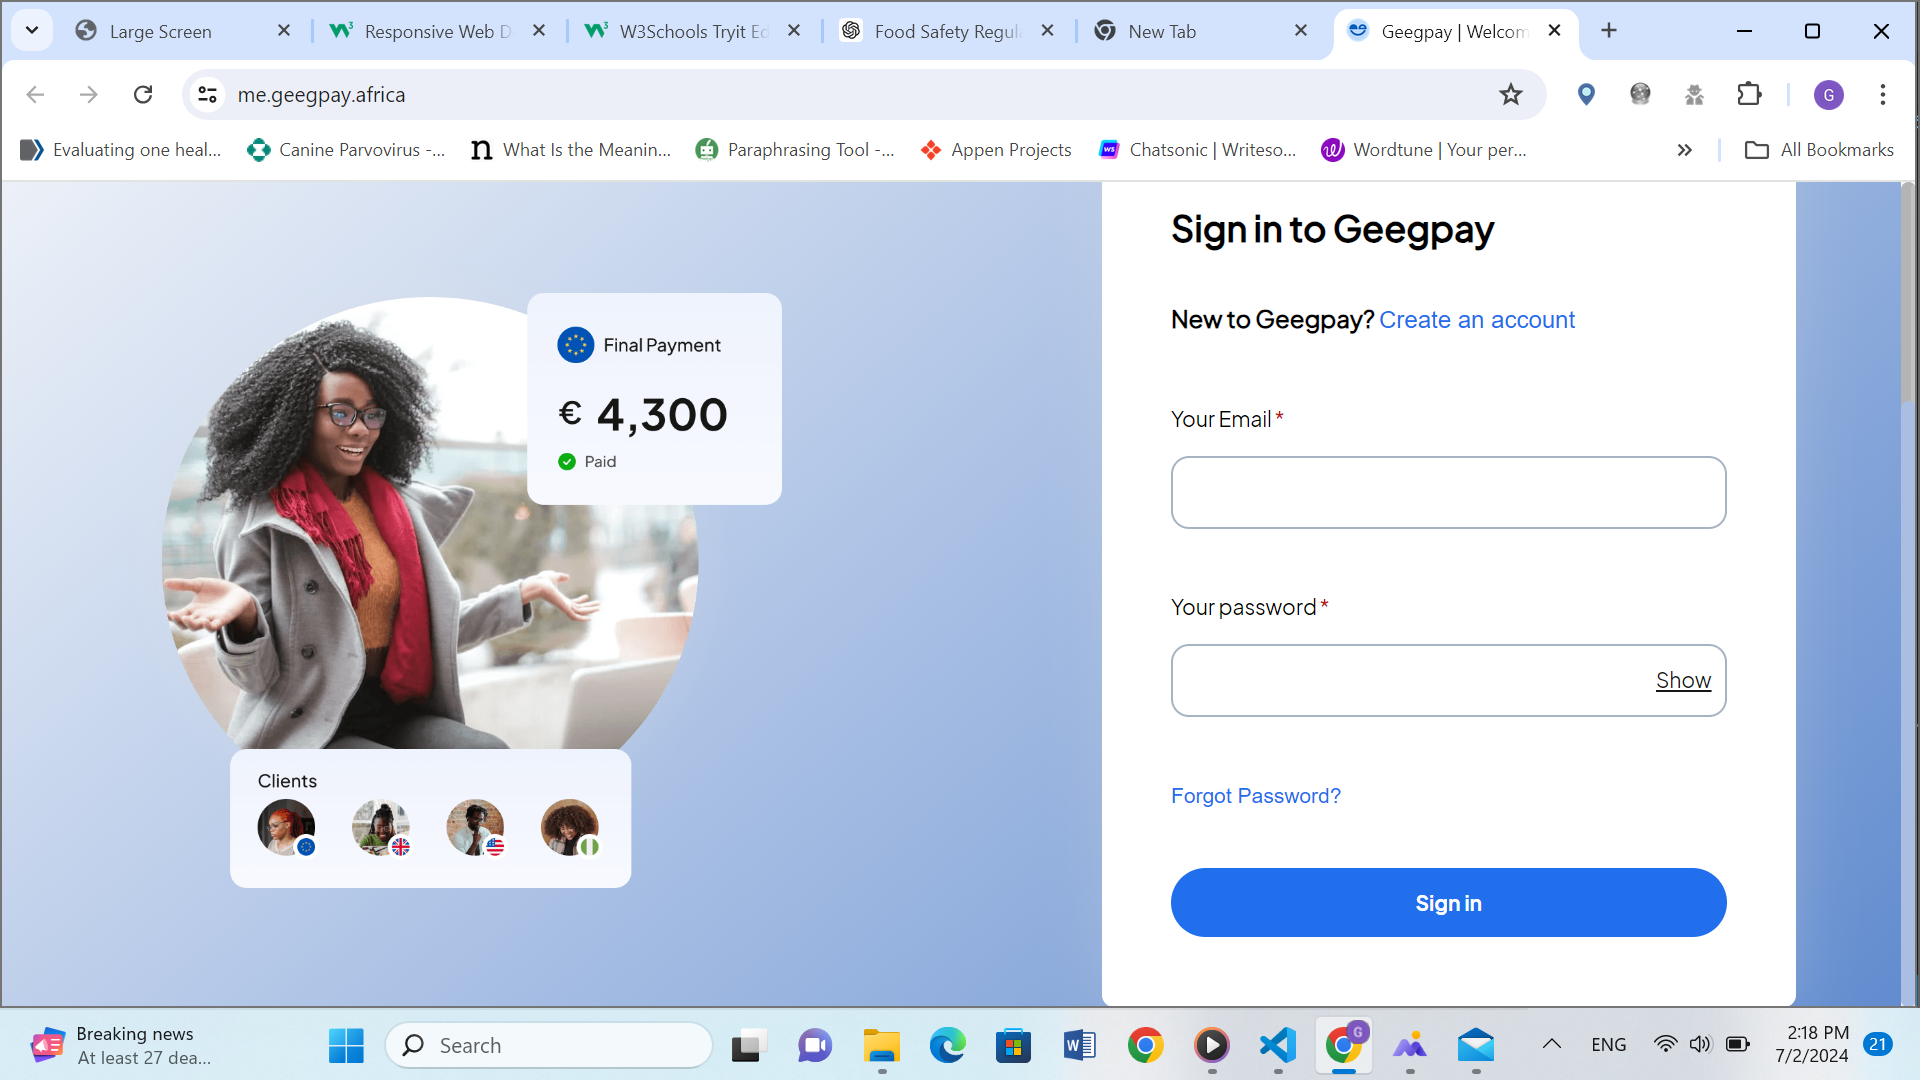 Large Screen
Responsive Web D
W3Schools Tryit Ed
Food Safety Regula
New Tab
Geegpay | Welcom
me.geegpay.africa
G
Evaluating one heal...
Canine Parvovirus -...
What Is the Meanin...
Paraphrasing Tool -...
Appen Projects
Chatsonic | Writeso...
Wordtune | Your per...
All Bookmarks
Sign in to Geegpay
New to Geegpay? Create an account
Final Payment
€ 4,300
Paid
Your Email *
Your password *
Show
Clients
Forgot Password?
Sign in
Breaking news
At least 27 dea...
Search
G
ENG
2:18 PM
7/2/2024
21